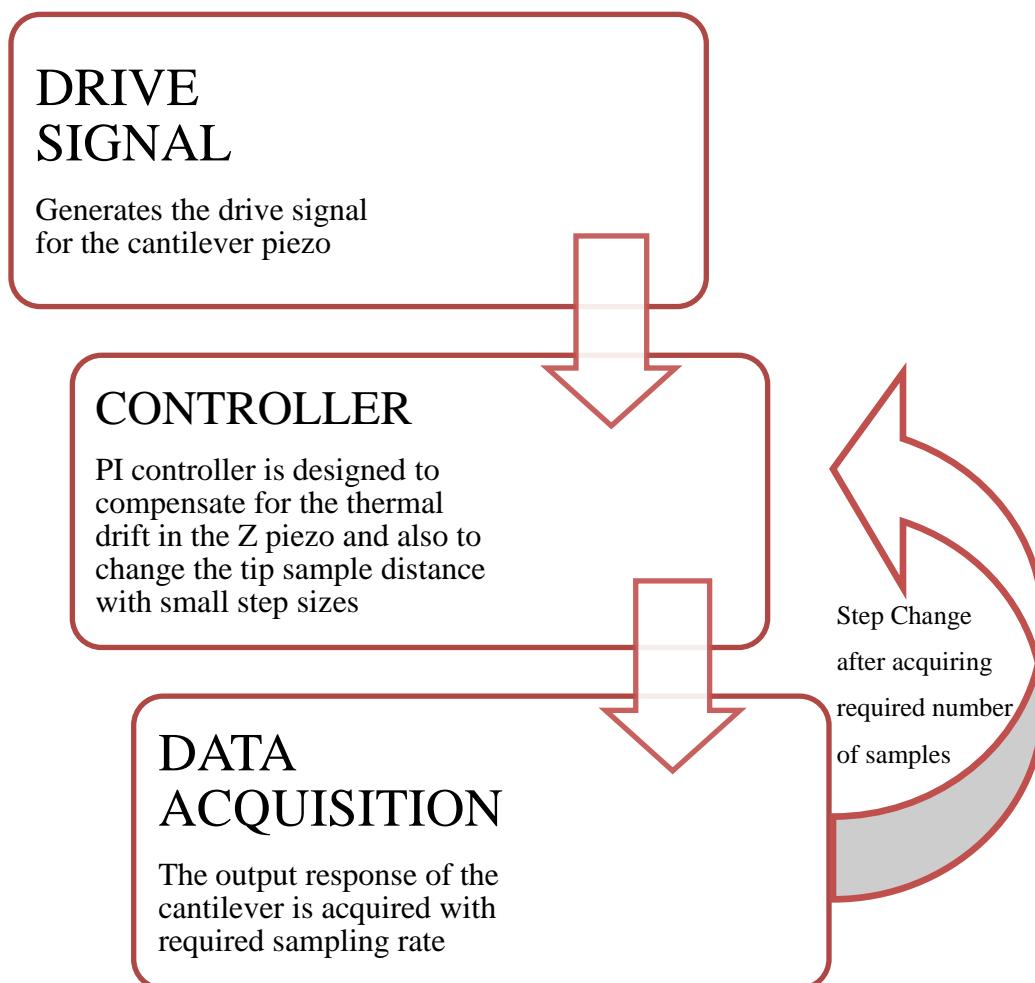 DRIVE
SIGNAL
Generates the drive signal
for the cantilever piezo
CONTROLLER
PI controller is designed to
compensate for the thermal
drift in the Z piezo and also to
change the tip sample distance
with small step sizes
Step Change
after acquiring
required number
of samples
DATA
ACQUISITION
The output response of the
cantilever is acquired with
required sampling rate